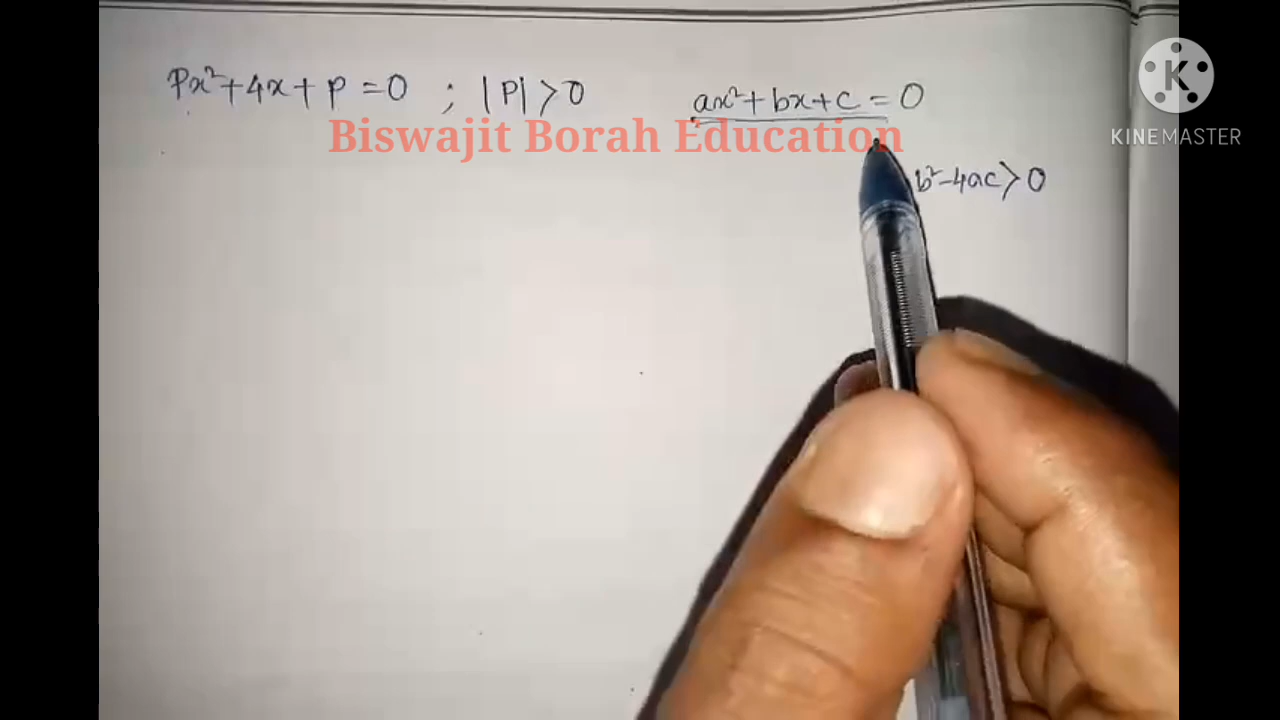 Px²+4x+p=0 ; |P|>0
ax²+bx+c=0
Biswajit Borah Education
b²-4ac>0
K
KINEMASTER